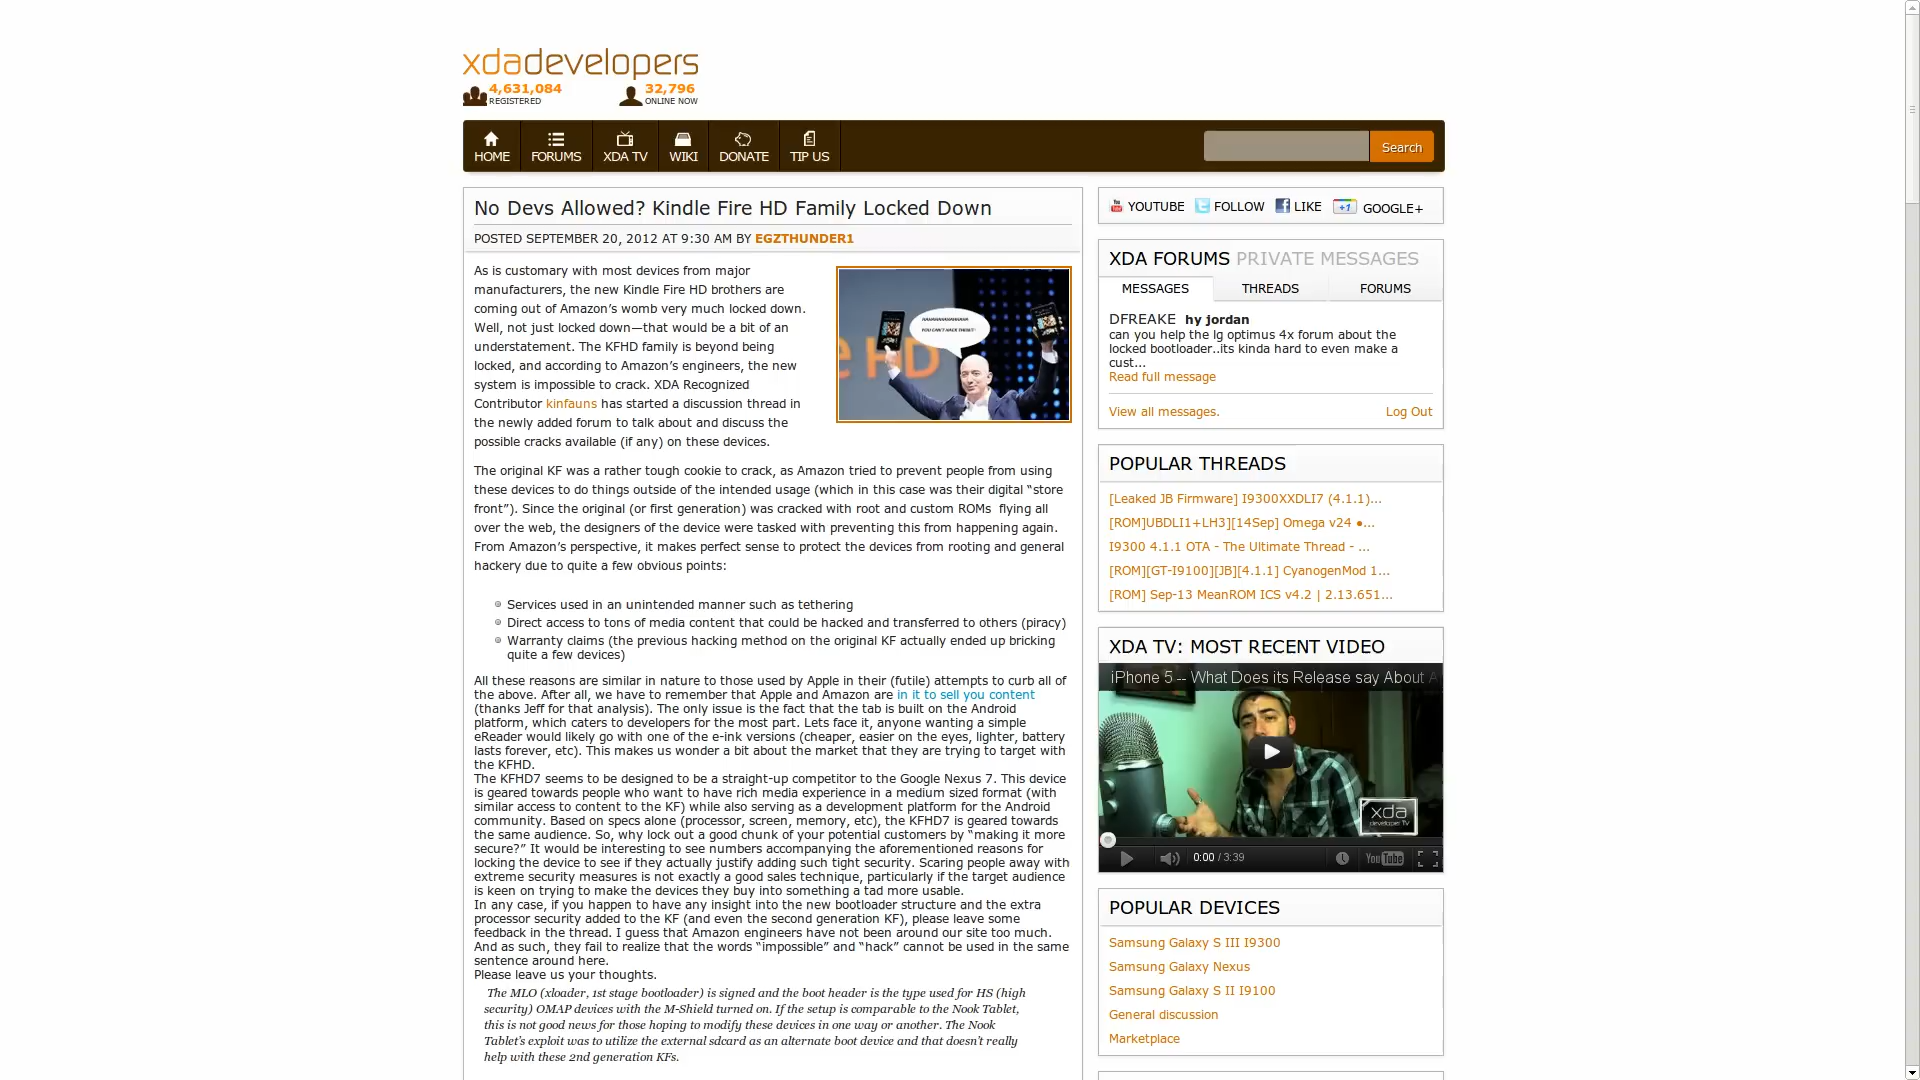 xdadevelopers
4,631,084
REGISTERED
32,796
ONLINE NOW
HOME
FORUMS
XDA TV
WIKI
DONATE
TIP US
Search
No Devs Allowed? Kindle Fire HD Family Locked Down
POSTED SEPTEMBER 20, 2012 AT 9:30 AM BY EGZTHUNDER1
As is customary with most devices from major
manufacturers, the new Kindle Fire HD brothers are
coming out of Amazon’s womb very much locked down.
Well, not just locked down—that would be a bit of an
understatement. The KFHD family is beyond being
locked, and according to Amazon’s engineers, the new
system is impossible to crack. XDA Recognized
Contributor kinfauns has started a discussion thread in
the newly added forum to talk about and discuss the
possible cracks available (if any) on these devices.
YOU CAN'T HACK THEM!!
e HD
The original KF was a rather tough cookie to crack, as Amazon tried to prevent people from using
these devices to do things outside of the intended usage (which in this case was their digital “store
front”). Since the original (or first generation) was cracked with root and custom ROMs  flying all
over the web, the designers of the device were tasked with preventing this from happening again.
From Amazon’s perspective, it makes perfect sense to protect the devices from rooting and general
hackery due to quite a few obvious points:
Services used in an unintended manner such as tethering
Direct access to tons of media content that could be hacked and transferred to others (piracy)
Warranty claims (the previous hacking method on the original KF actually ended up bricking
quite a few devices)
All these reasons are similar in nature to those used by Apple in their (futile) attempts to curb all of
the above. After all, we have to remember that Apple and Amazon are in it to sell you content
(thanks Jeff for that analysis). The only issue is the fact that the tab is built on the Android
platform, which caters to developers for the most part. Lets face it, anyone wanting a simple
eReader would likely go with one of the e-ink versions (cheaper, easier on the eyes, lighter, battery
lasts forever, etc). This makes us wonder a bit about the market that they are trying to target with
the KFHD.
The KFHD7 seems to be designed to be a straight-up competitor to the Google Nexus 7. This device
is geared towards people who want to have rich media experience in a medium sized format (with
similar access to content to the KF) while also serving as a development platform for the Android
community. Based on specs alone (processor, screen, memory, etc), the KFHD7 is geared towards
the same audience. So, why lock out a good chunk of your potential customers by “making it more
secure?” It would be interesting to see numbers accompanying the aforementioned reasons for
locking the device to see if they actually justify adding such tight security. Scaring people away with
extreme security measures is not exactly a good sales technique, particularly if the target audience
is keen on trying to make the devices they buy into something a tad more usable.
In any case, if you happen to have any insight into the new bootloader structure and the extra
processor security added to the KF (and even the second generation KF), please leave some
feedback in the thread. I guess that Amazon engineers have not been around our site too much.
And as such, they fail to realize that the words “impossible” and “hack” cannot be used in the same
sentence around here.
Please leave us your thoughts.
The MLO (xloader, 1st stage bootloader) is signed and the boot header is the type used for HS (high
security) OMAP devices with the M-Shield turned on. If the setup is comparable to the Nook Tablet,
this is not good news for those hoping to modify these devices in one way or another. The Nook
Tablet’s exploit was to utilize the external sdcard as an alternate boot device and that doesn’t really
help with these 2nd generation KFs.
YOUTUBE
FOLLOW
LIKE
+1 GOOGLE+
XDA FORUMS PRIVATE MESSAGES
MESSAGES
THREADS
FORUMS
DFREAKE hy jordan
can you help the lg optimus 4x forum about the
locked bootloader..its kinda hard to even make a
cust...
Read full message
View all messages.
Log Out
POPULAR THREADS
[Leaked JB Firmware] I9300XXDLI7 (4.1.1)...
[ROM]UBDLI1+LH3][14Sep] Omega v24 ●...
I9300 4.1.1 OTA - The Ultimate Thread - ...
[ROM][GT-I9100][JB][4.1.1] CyanogenMod 1...
[ROM] Sep-13 MeanROM ICS v4.2 | 2.13.651...
XDA TV: MOST RECENT VIDEO
iPhone 5 -- What Does its Release say About A
xda
developer TV
0:00 / 3:39
YouTube
POPULAR DEVICES
Samsung Galaxy S III I9300
Samsung Galaxy Nexus
Samsung Galaxy S II I9100
General discussion
Marketplace